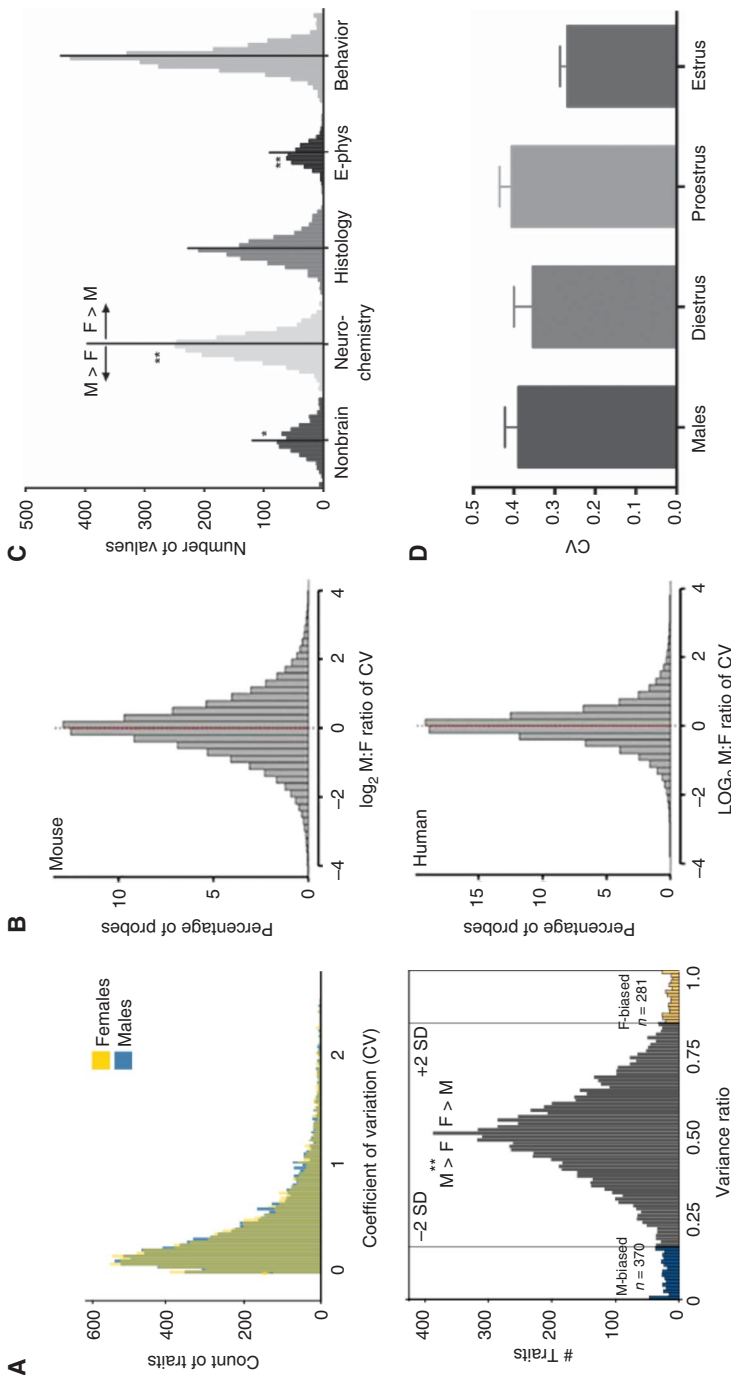 A
600
400
200
0
Count of traits
0
1
2
Coefficient of variation (CV)
Females
Males
400
300
200
100
0
# Traits
–2 SD
+2 SD
**
M > F F > M
M-biased
n = 370
F-biased
n = 281
0
0.25
0.50
0.75
1.0
Variance ratio
B
Mouse
10
5
0
Percentage of probes
–4
–2
0
2
4
log2 M:F ratio of CV
Human
15
10
5
0
Percentage of probes
–4
–2
0
2
4
LOG2 M:F ratio of CV
C
500
400
300
200
100
0
Number of values
M > F F > M
*
**
**
Nonbrain
Neuro-
chemistry
Histology
E-phys
Behavior
D
0.5
0.4
0.3
0.2
0.1
0.0
CV
Males
Diestrus
Proestrus
Estrus